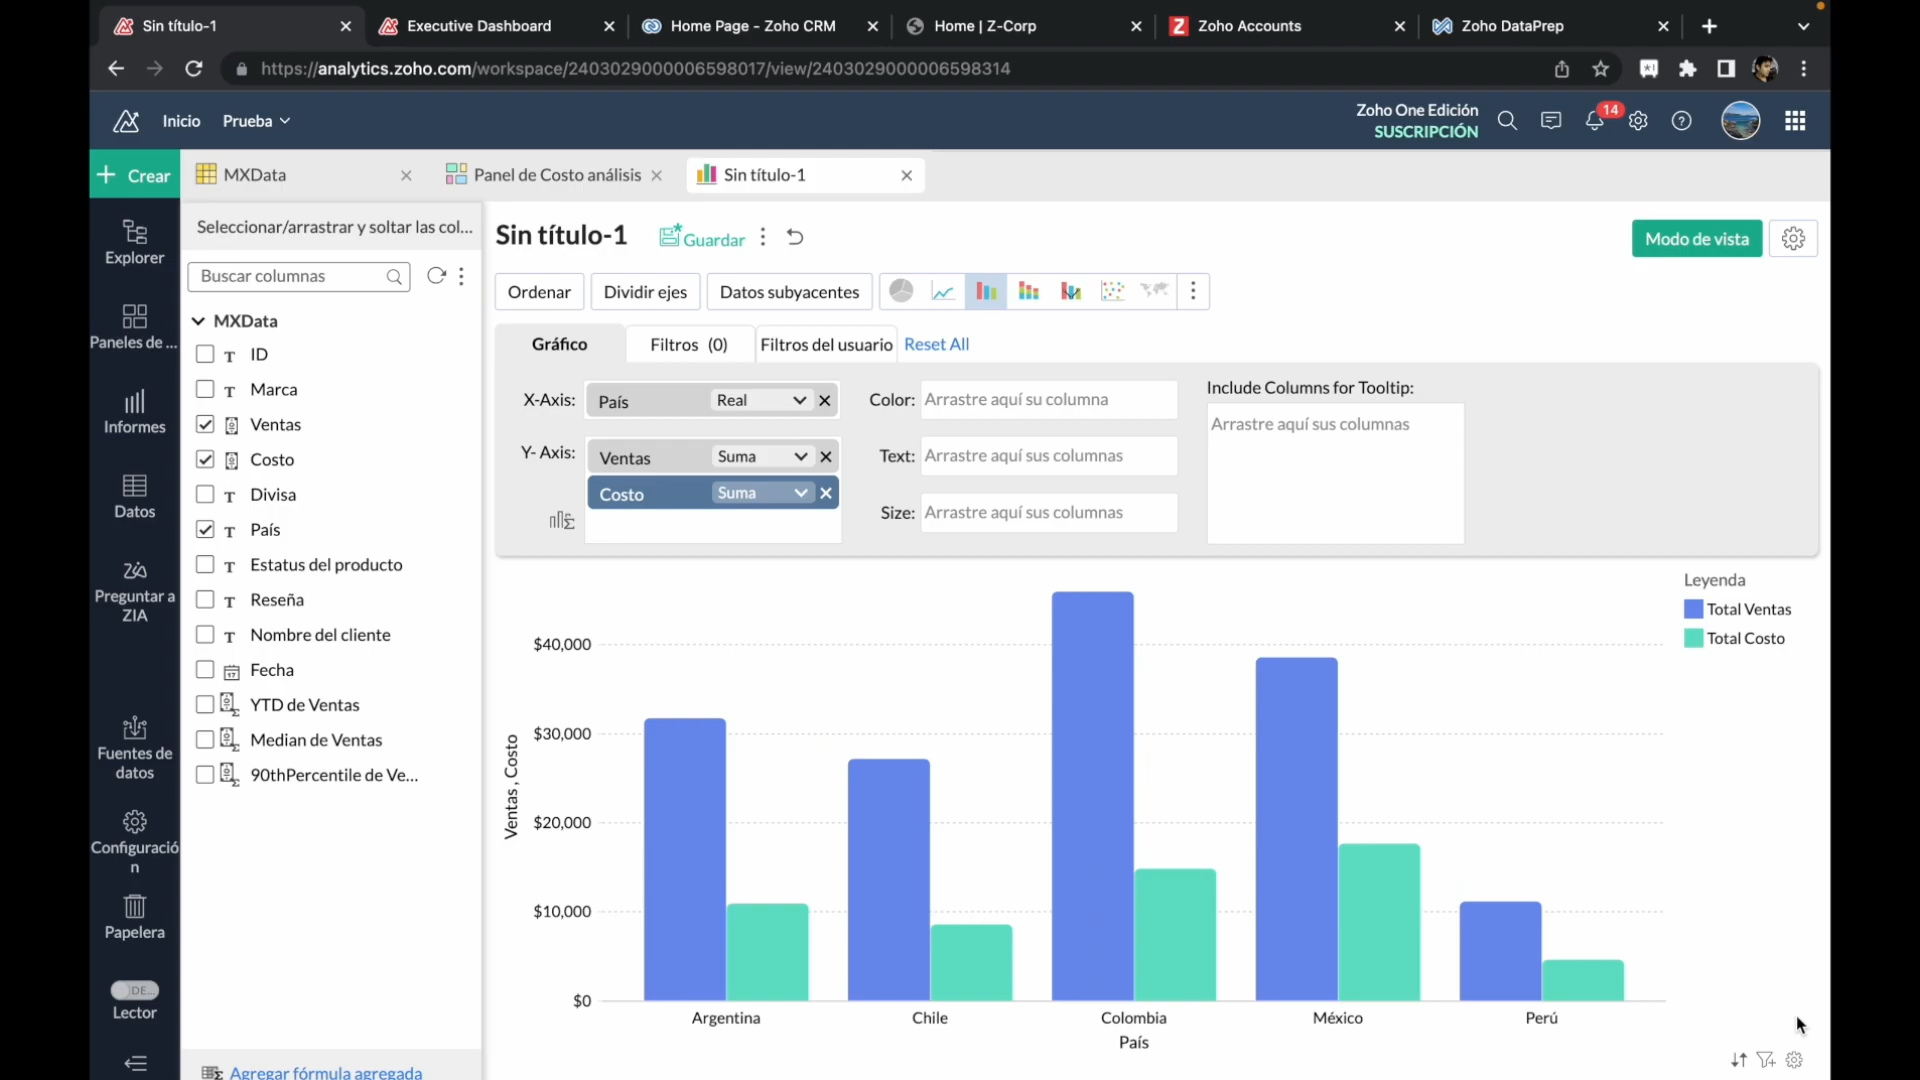 Sin título-1
Executive Dashboard
Home Page - Zoho CRM
Home | Z-Corp
Zoho Accounts
Zoho DataPrep
https://analytics.zoho.com/workspace/2403029000006598017/view/2403029000006598314
Inicio
Prueba
Zoho One Edición
SUSCRIPCIÓN
14
Crear
MXData
Panel de Costo análisis
Sin título-1
Explorer
Paneles de ...
Informes
Datos
Preguntar a
ZIA
Fuentes de
datos
Configuració
n
Papelera
DE...
Lector
Seleccionar/arrastrar y soltar las col...
Buscar columnas
MXData
T ID
T Marca
Ventas
Costo
T Divisa
T País
T Estatus del producto
T Reseña
T Nombre del cliente
17 Fecha
YTD de Ventas
Median de Ventas
90thPercentile de Ve...
Agregar fórmula agregada
Sin título-1
Guardar
Modo de vista
Ordenar
Dividir ejes
Datos subyacentes
Gráfico
Filtros (0)
Filtros del usuario
Reset All
X-Axis:
País
Real
Y- Axis:
Ventas
Suma
Costo
Suma
Color:
Arrastre aquí su columna
Text:
Arrastre aquí sus columnas
Size:
Arrastre aquí sus columnas
Include Columns for Tooltip:
Arrastre aquí sus columnas
Leyenda
Total Ventas
Total Costo
Ventas , Costo
$40,000
$30,000
$20,000
$10,000
$0
Argentina
Chile
Colombia
México
Perú
País